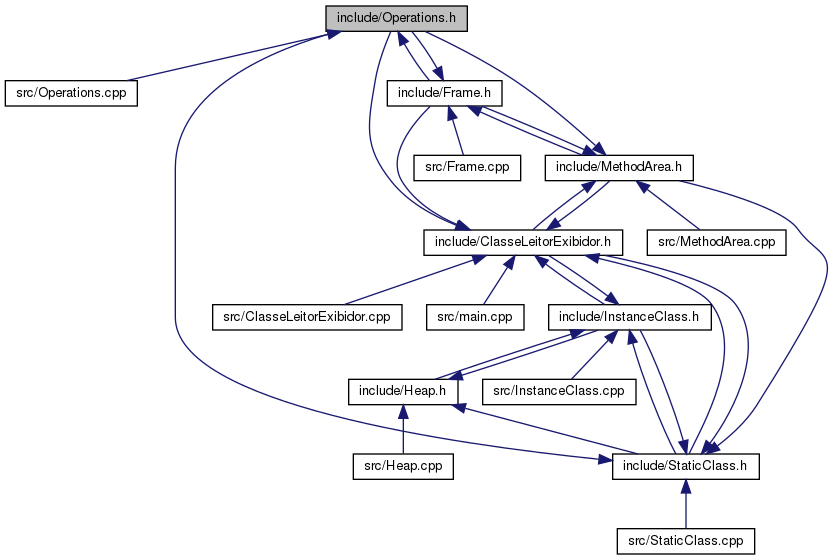 include/Operations.h
src/Operations.cpp
include/Frame.h
src/Frame.cpp
include/MethodArea.h
include/ClasseLeitorExibidor.h
src/MethodArea.cpp
src/ClasseLeitorExibidor.cpp
src/main.cpp
include/InstanceClass.h
include/Heap.h
src/InstanceClass.cpp
src/Heap.cpp
include/StaticClass.h
src/StaticClass.cpp